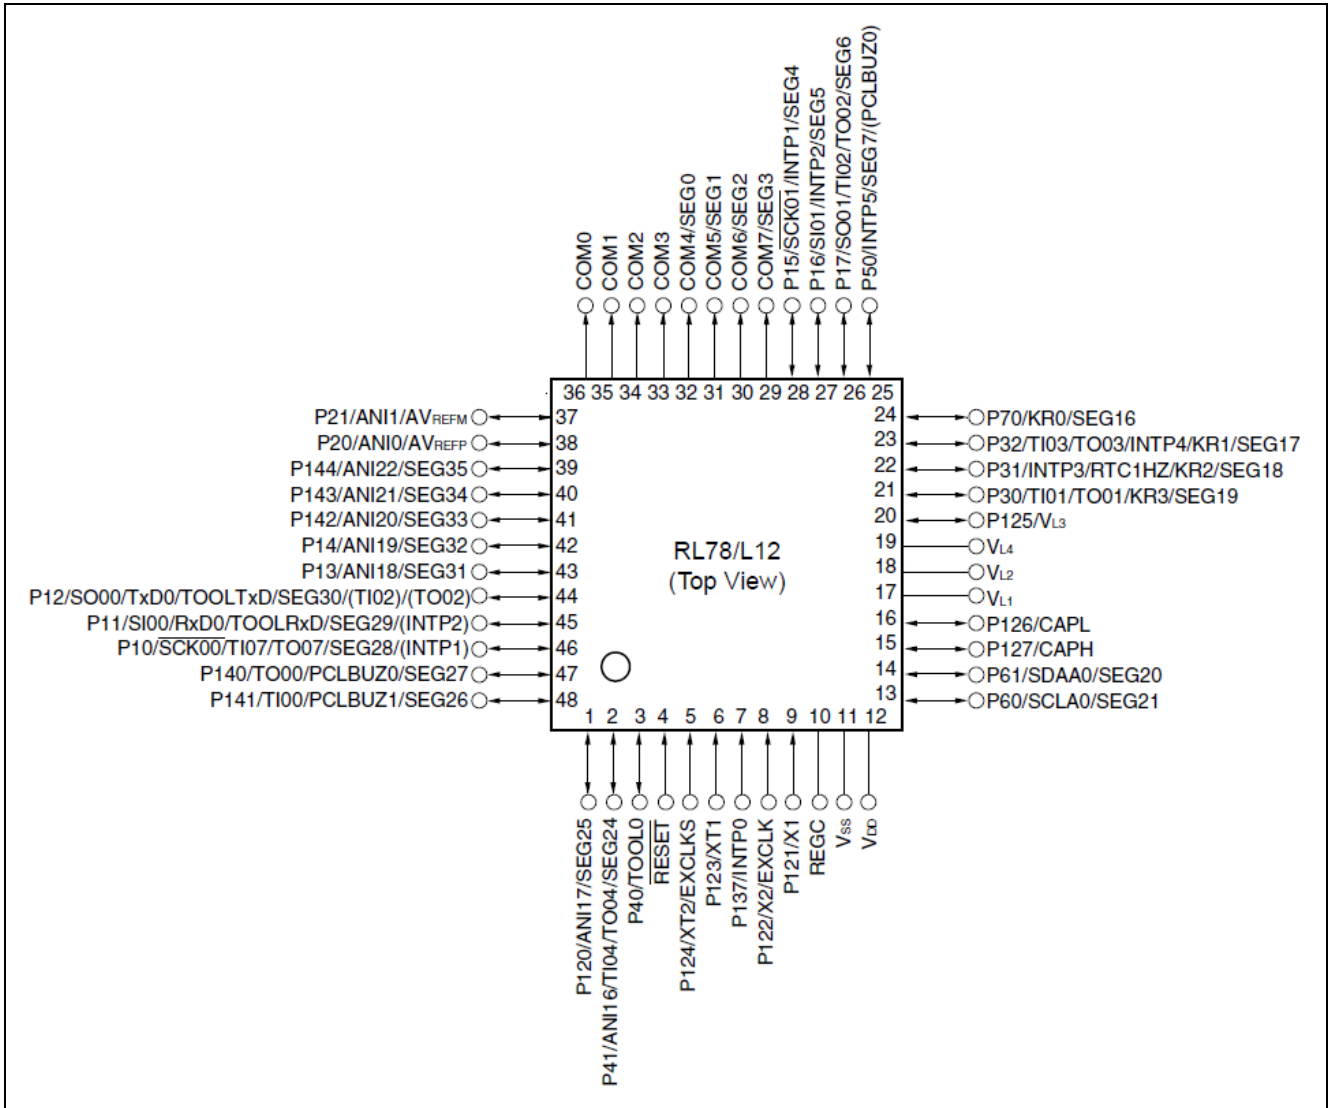 COM0
COM1
COM2
COM3
COM4/SEG0
COM5/SEG1
COM6/SEG2
COM7/SEG3
P15/SCK01/INTP1/SEG4
P16/SI01/INTP2/SEG5
P17/SO01/TI02/TO02/SEG6
P50/INTP5/SEG7/(PCLBUZ0)
36 35 34 33 32 31 30 29 28 27 26 25
P21/ANI1/AVREFM 37
P20/ANI0/AVREFP 38
P144/ANI22/SEG35 39
P143/ANI21/SEG34 40
P142/ANI20/SEG33 41
P14/ANI19/SEG32 42
P13/ANI18/SEG31 43
P12/SO00/TxD0/TOOLTxD/SEG30/(TI02)/(TO02) 44
P11/SI00/RxD0/TOOLRxD/SEG29/(INTP2) 45
P10/SCK00/TI07/TO07/SEG28/(INTP1) 46
P140/TO00/PCLBUZ0/SEG27 47
P141/TI00/PCLBUZ1/SEG26 48
RL78/L12
(Top View)
24 P70/KR0/SEG16
23 P32/TI03/TO03/INTP4/KR1/SEG17
22 P31/INTP3/RTC1HZ/KR2/SEG18
21 P30/TI01/TO01/KR3/SEG19
20 P125/VL3
19 VL4
18 VL2
17 VL1
16 P126/CAPL
15 P127/CAPH
14 P61/SDAA0/SEG20
13 P60/SCLA0/SEG21
1 2 3 4 5 6 7 8 9 10 11 12
P120/ANI17/SEG25
P41/ANI16/TI04/TO04/SEG24
P40/TOOL0
RESET
P124/XT2/EXCLKS
P123/XT1
P137/INTP0
P122/X2/EXCLK
P121/X1
REGC
VSS
VDD